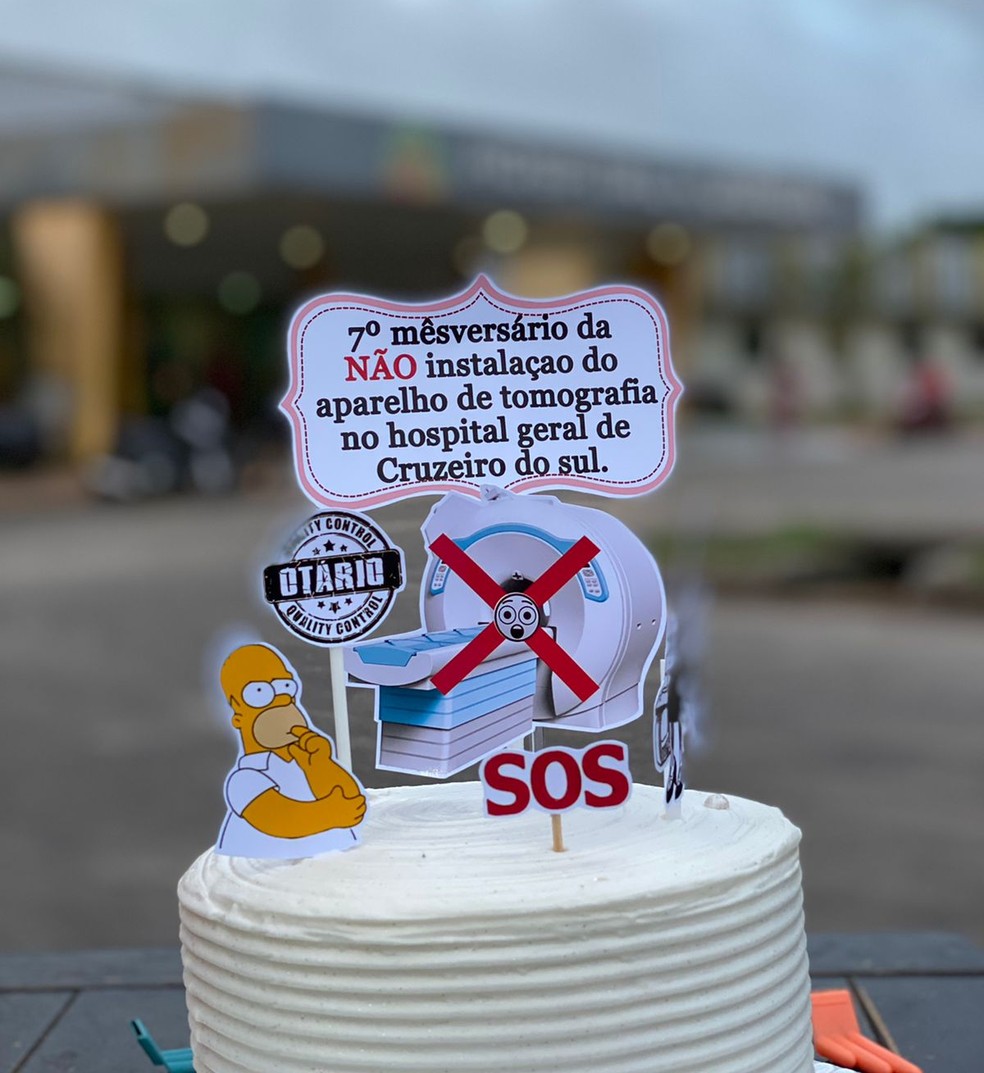 7º mêsversário da
NÃO instalaçao do
aparelho de tomografia
no hospital geral de
Cruzeiro do sul.
QUALITY CONTROL
OTÁRIO
QUALITY CONTROL
SOS